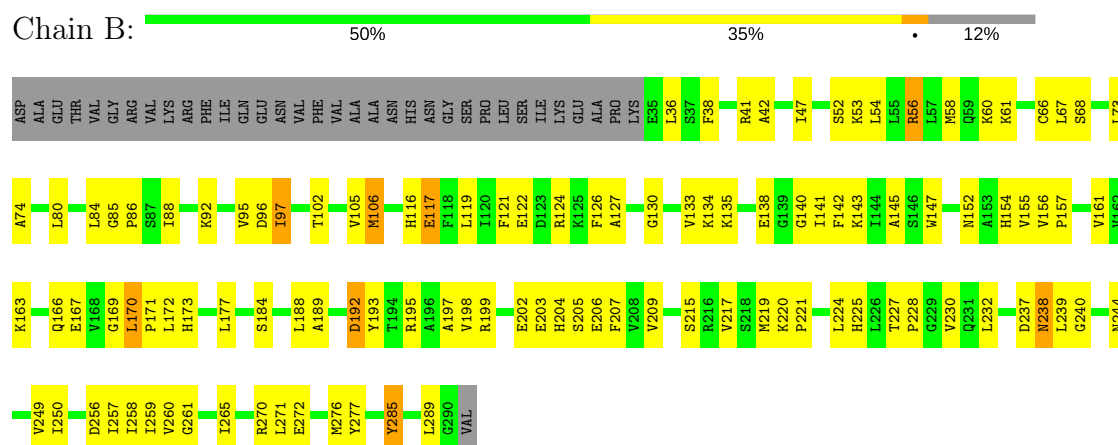 Chain B:
50% 35% • 12%
ASP ALA GLU THR VAL GLY ARG VAL LYS ARG PHE ILE GLN GLU ASN VAL PHE VAL ALA ALA ASN HIS ASN GLY SER PRO LEU SER ILE LYS GLU ALA PRO LYS E35 L36 S37 F38 R41 A42 I47 S52 K53 L54 L55 R56 L57 M58 Q59 K60 K61 C66 L67 S68 L73
A74 L80 L84 G85 P86 S87 I88 K92 V95 D96 I97 T102 V105 M106 H116 E117 F118 L119 I120 F121 E122 D123 R124 K125 F126 A127 G130 V133 K134 K135 E138 G139 G140 I141 F142 K143 I144 A145 S146 W147 N152 A153 H154 V155 V156 P157 V161 V162
K163 Q166 E167 V168 G169 L170 P171 L172 H173 L177 S184 L188 A189 D192 Y193 T194 R195 A196 A197 V198 R199 E202 E203 H204 S205 E206 F207 V208 V209 S215 R216 V217 S218 M219 K220 P221 L224 H225 L226 T227 P228 G229 V230 Q231 L232 D237 N238 L239 G240 N244
V249 I250 D256 I257 I258 I259 V260 G261 I265 R270 L271 E272 M276 Y277 Y285 L289 G290 VAL